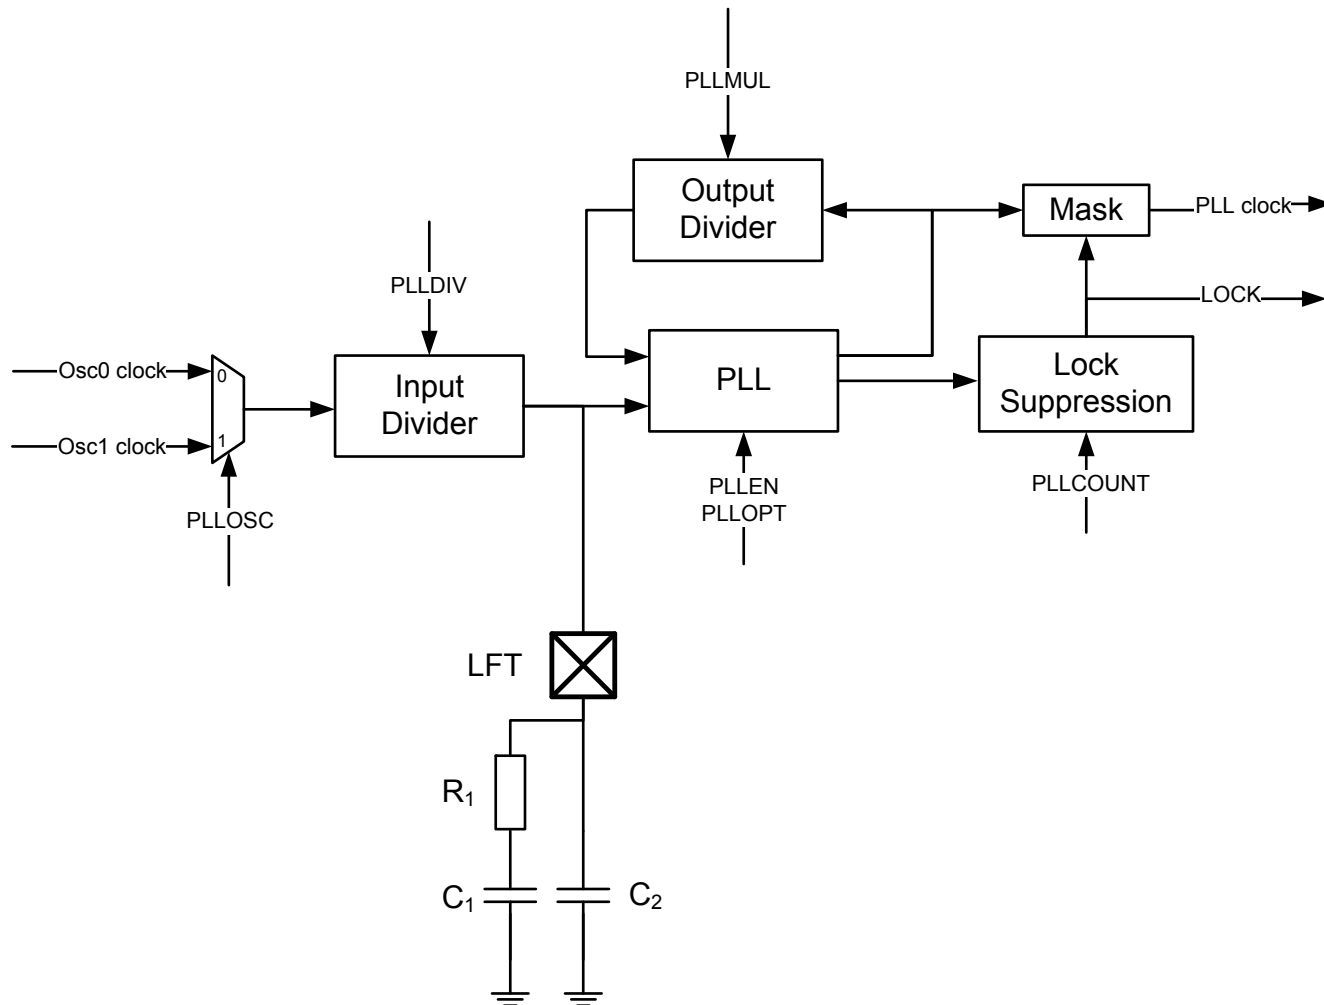 PLLMUL
Output
Divider
Mask
PLL clock
PLLDIV
LOCK
Osc0 clock
0
Input
Divider
PLL
Lock
Suppression
Osc1 clock
1
PLLOSC
PLLEN
PLLOPT
PLLCOUNT
LFT
R₁
C₁
C₂